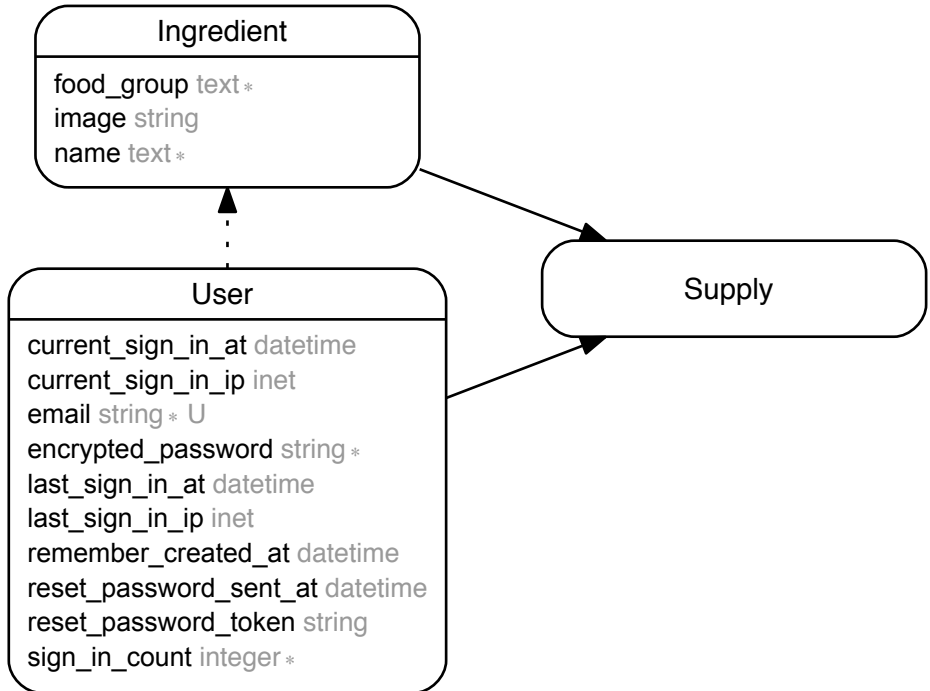 Ingredient
food_group text ∗
image string
name text ∗
Supply
User
current_sign_in_at datetime
current_sign_in_ip inet
email string ∗ U
encrypted_password string ∗
last_sign_in_at datetime
last_sign_in_ip inet
remember_created_at datetime
reset_password_sent_at datetime
reset_password_token string
sign_in_count integer ∗